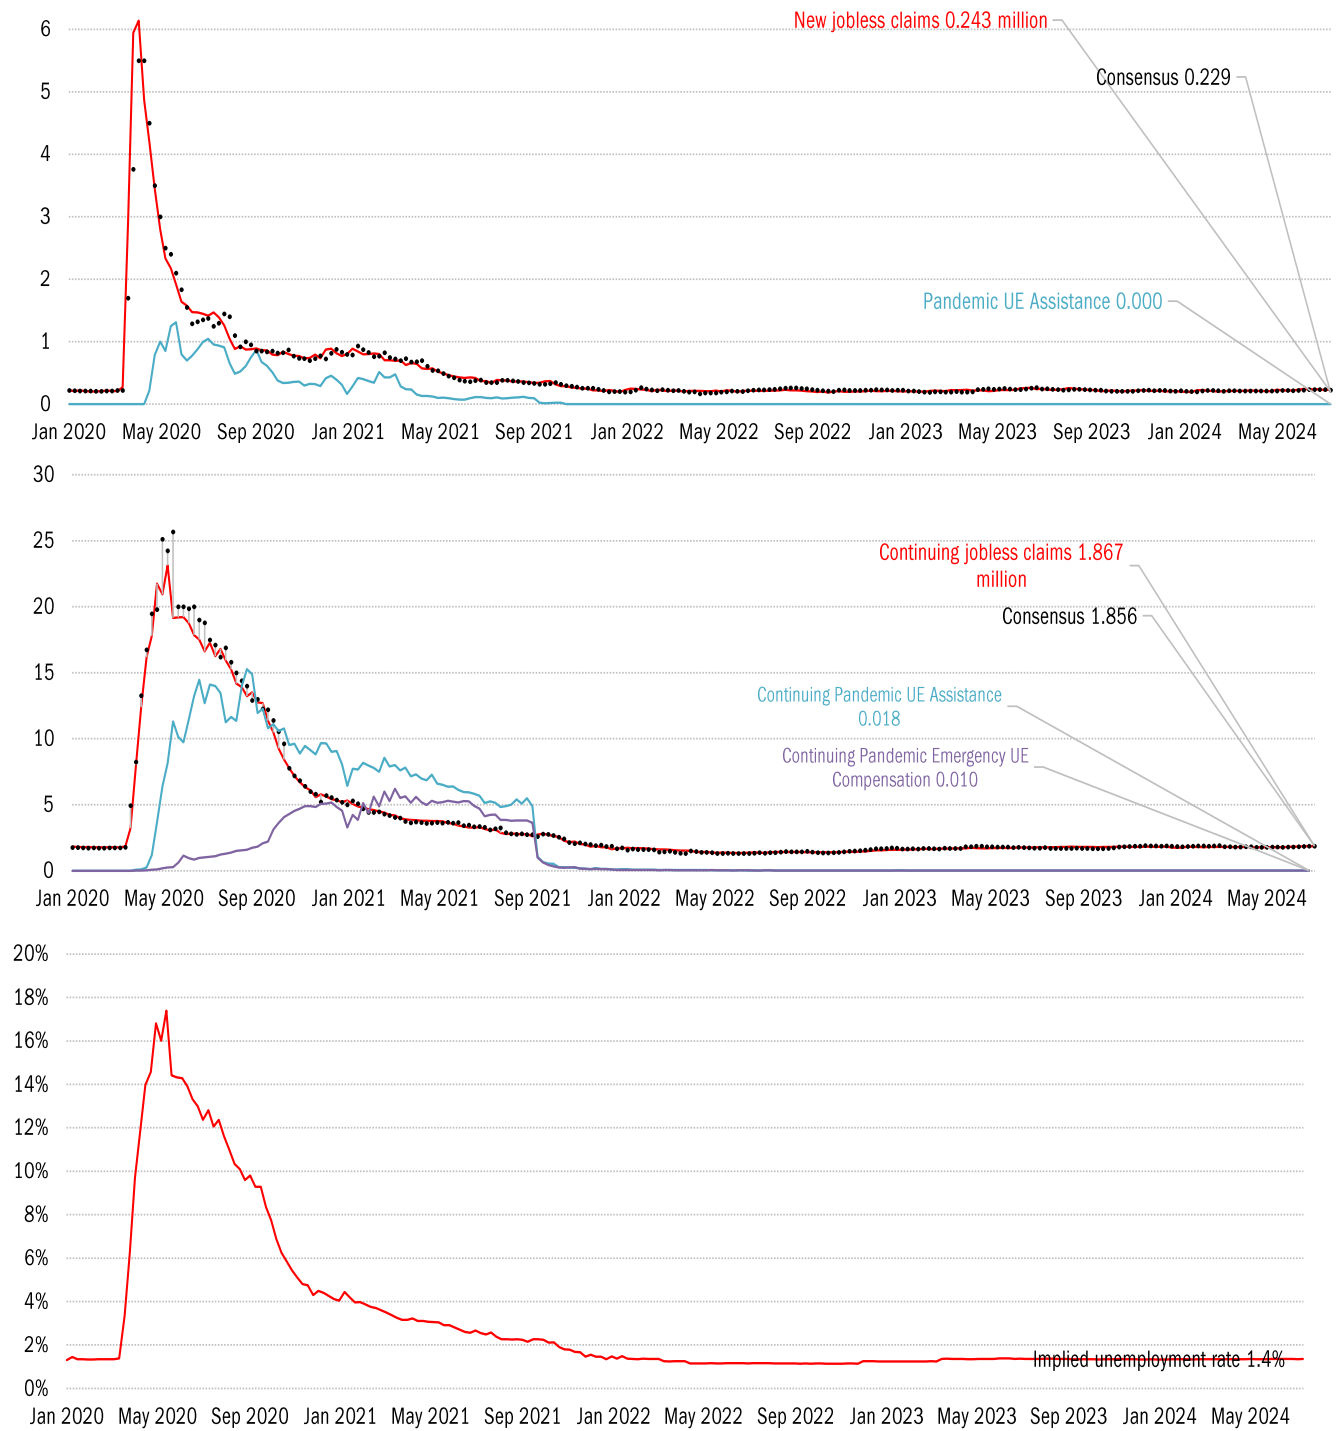 6
New jobless claims 0.243 million
Consensus 0.229
5
4
3
2
Pandemic UE Assistance 0.000
1
0
Jan 2020 May 2020 Sep 2020 Jan 2021 May 2021 Sep 2021 Jan 2022 May 2022 Sep 2022 Jan 2023 May 2023 Sep 2023 Jan 2024 May 2024
30
25
Continuing jobless claims 1.867
million
20
Consensus 1.856
15
Continuing Pandemic UE Assistance
0.018
10
Continuing Pandemic Emergency UE
Compensation 0.010
5
0
Jan 2020 May 2020 Sep 2020 Jan 2021 May 2021 Sep 2021 Jan 2022 May 2022 Sep 2022 Jan 2023 May 2023 Sep 2023 Jan 2024 May 2024
20%
18%
16%
14%
12%
10%
8%
6%
4%
2%
Implied unemployment rate 1.4%
0%
Jan 2020 May 2020 Sep 2020 Jan 2021 May 2021 Sep 2021 Jan 2022 May 2022 Sep 2022 Jan 2023 May 2023 Sep 2023 Jan 2024 May 2024